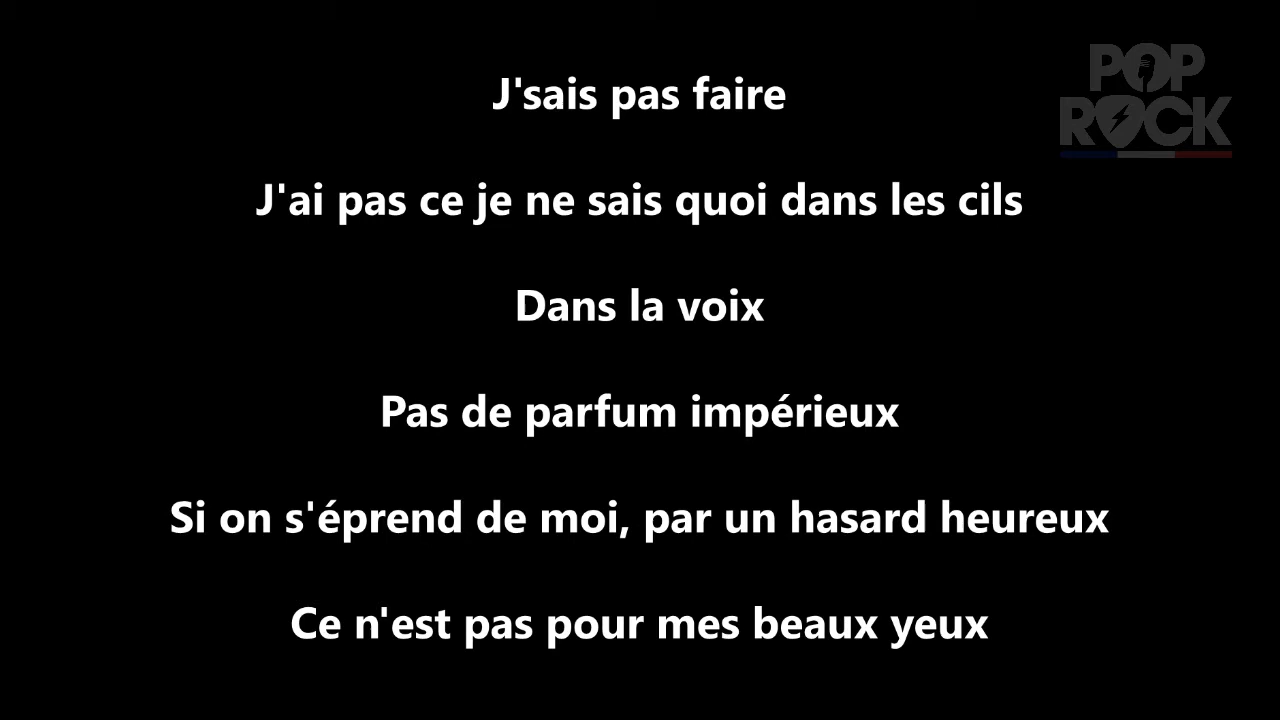 POP
ROCK
J'sais pas faire
J'ai pas ce je ne sais quoi dans les cils
Dans la voix
Pas de parfum impérieux
Si on s'éprend de moi, par un hasard heureux
Ce n'est pas pour mes beaux yeux